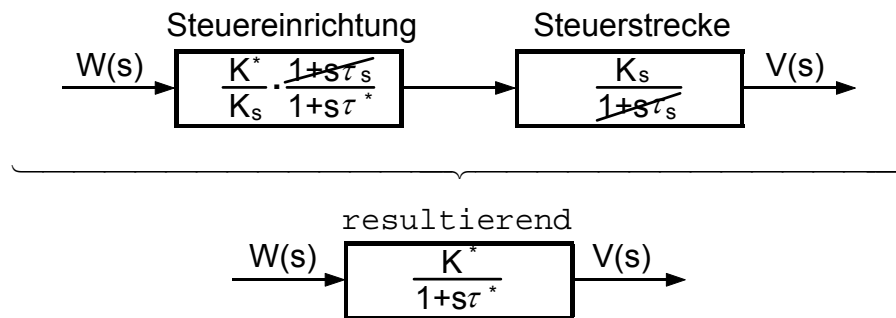 Steuereinrichtung Steuerstrecke
W(s) K* / Ks · 1+sτs / 1+sτ* Ks / 1+sτs V(s)
resultierend
W(s) K* / 1+sτ* V(s)